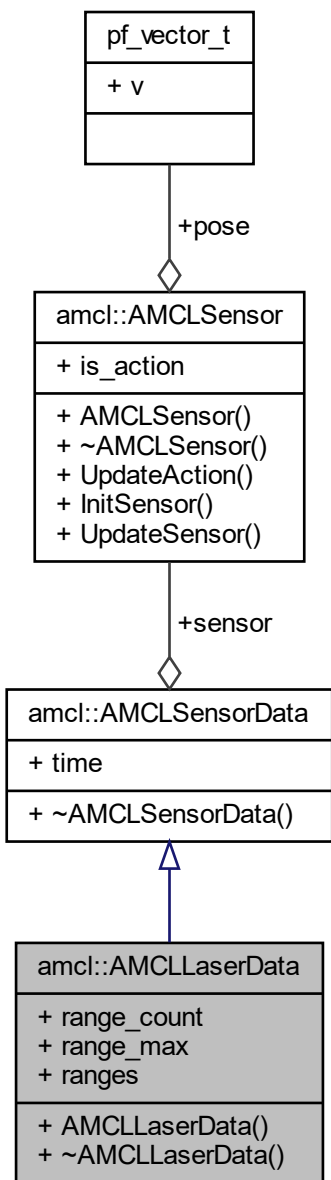 pf_vector_t
+ v
+pose
amcl::AMCLSensor
+ is_action
+ AMCLSensor()
+ ~AMCLSensor()
+ UpdateAction()
+ InitSensor()
+ UpdateSensor()
+sensor
amcl::AMCLSensorData
+ time
+ ~AMCLSensorData()
amcl::AMCLLaserData
+ range_count
+ range_max
+ ranges
+ AMCLLaserData()
+ ~AMCLLaserData()